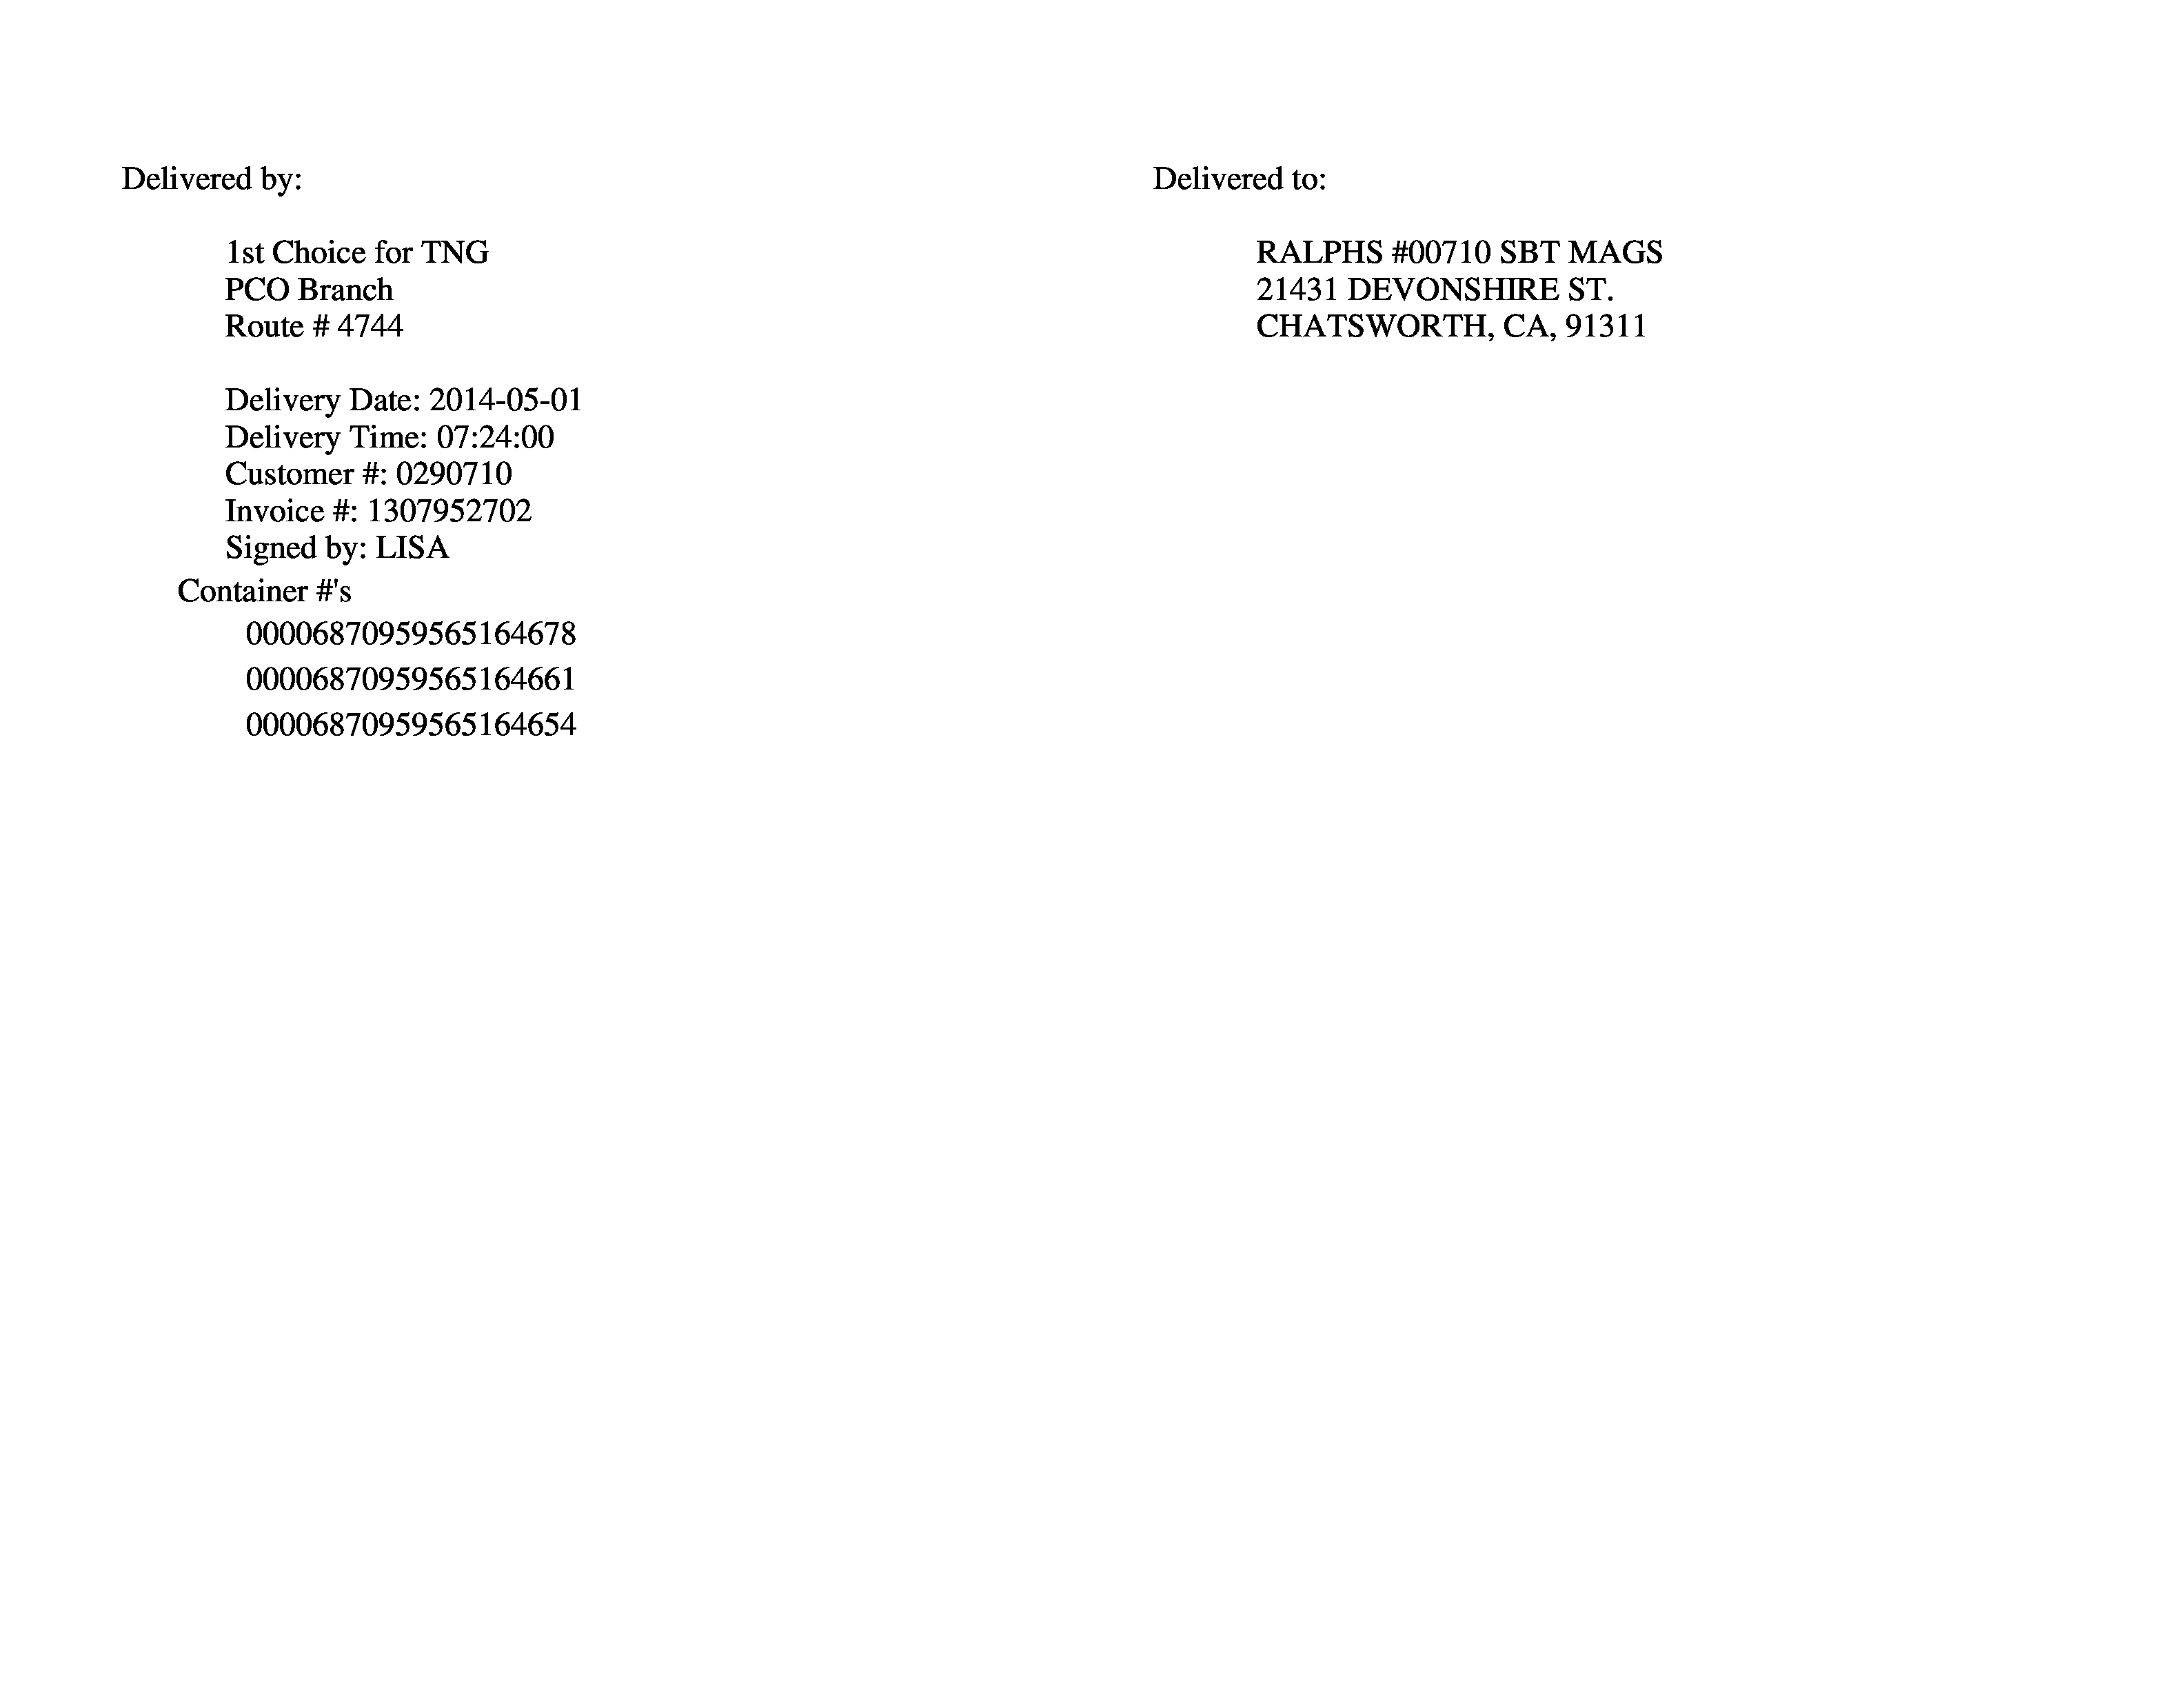 Delivered by:
1st Choice for TNG
PCO Branch
Route # 4744
Delivery Date: 2014-05-01
Delivery Time: 07:24:00
Customer #: 0290710
Invoice #: 1307952702
Signed by: LISA
Container #'s
00006870959565164678
00006870959565164661
00006870959565164654
Delivered to:
RALPHS #00710 SBT MAGS
21431 DEVONSHIRE ST.
CHATSWORTH, CA, 91311